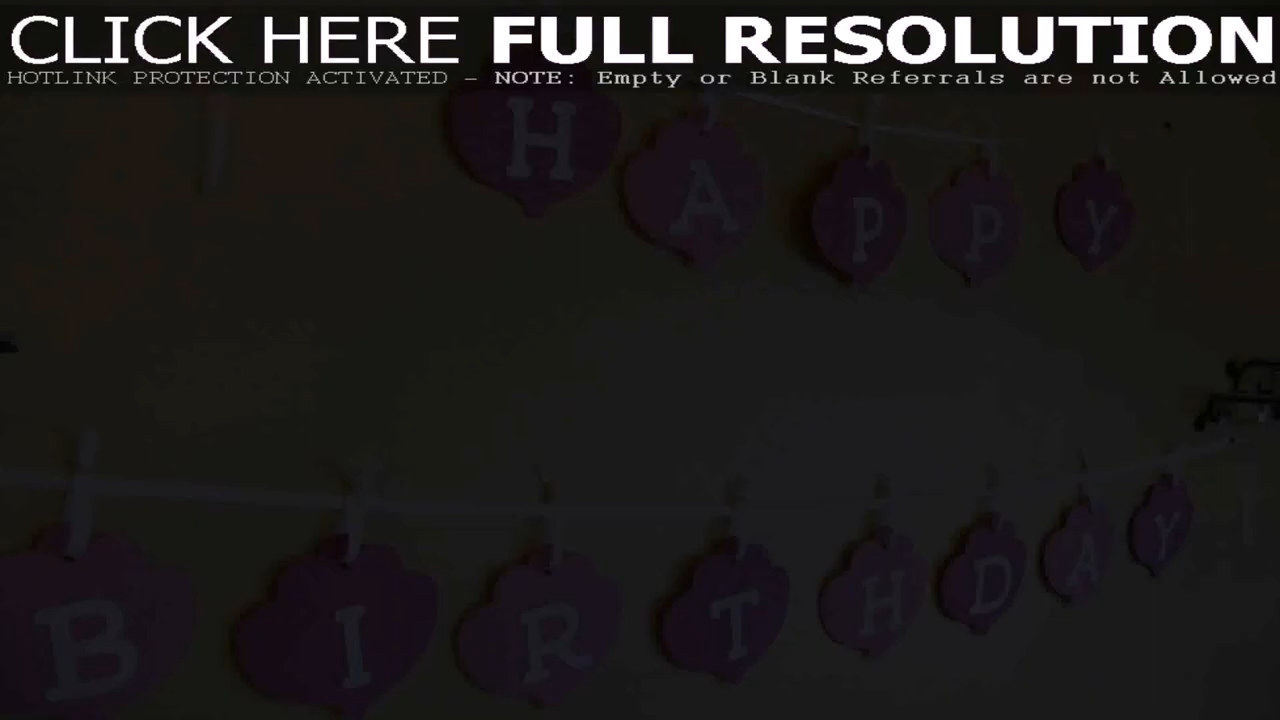 CLICK HERE FULL RESOLUTION
HOTLINK PROTECTION ACTIVATED – NOTE: Empty or Blank Referrals are not Allowed
HAPPY
BIRTHDAY